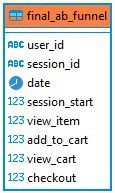 final_ab_funnel
ABC user_id
ABC session_id
date
123 session_start
123 view_item
123 add_to_cart
123 view_cart
123 checkout